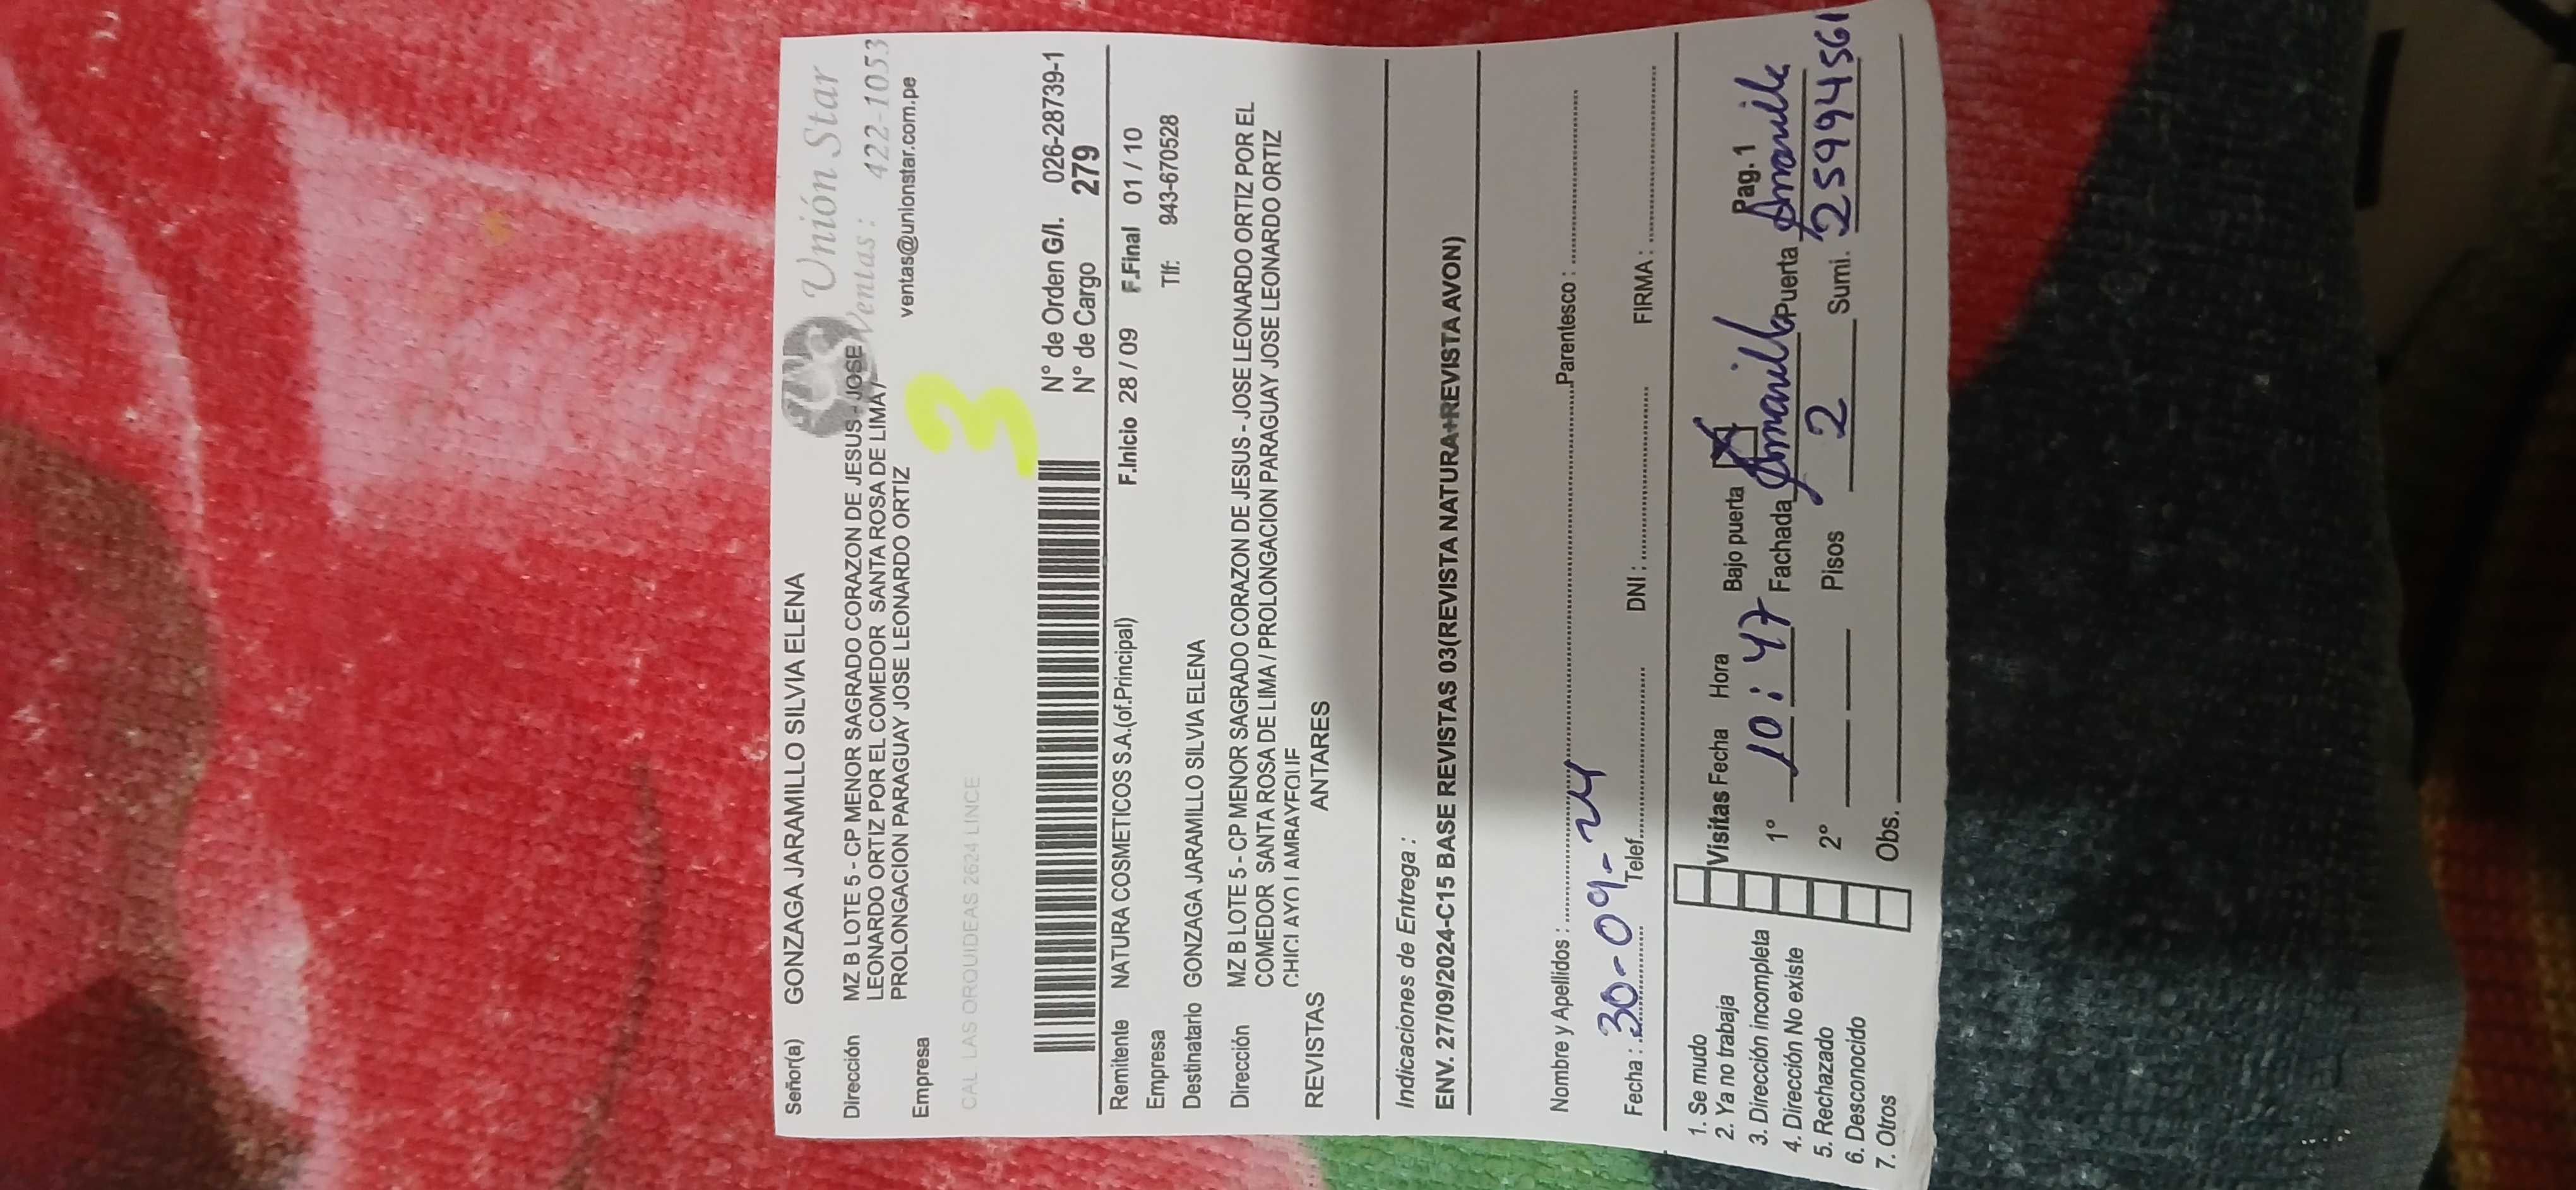 Señor(a) GONZAGA JARAMILLO SILVIA ELENA
Unión Star
Dirección MZ B LOTE 5 - CP MENOR SAGRADO CORAZON DE JESUS - JOSE
Ventas: 422-1053
LEONARDO ORTIZ POR EL COMEDOR SANTA ROSA DE LIMA /
PROLONGACION PARAGUAY JOSE LEONARDO ORTIZ
ventas@unionstar.com.pe
Empresa
3
CAL LAS ORQUIDEAS 2624 LINCE
N° de Orden G/I. 026-28739-1
N° de Cargo 279
Remitente NATURA COSMETICOS S.A.(of.Principal) F.Inicio 28 / 09 F.Final 01 / 10
Empresa Tlf: 943-670528
Destinatario GONZAGA JARAMILLO SILVIA ELENA
Dirección MZ B LOTE 5 - CP MENOR SAGRADO CORAZON DE JESUS - JOSE LEONARDO ORTIZ POR EL
COMEDOR SANTA ROSA DE LIMA / PROLONGACION PARAGUAY JOSE LEONARDO ORTIZ
REVISTAS ANTARES
Indicaciones de Entrega :
ENV. 27/09/2024-C15 BASE REVISTAS 03(REVISTA NATURA+REVISTA AVON)
Nombre y Apellidos : Parentesco :
Fecha : 30-09-24 Telef. DNI : FIRMA :
1. Se mudo
2. Ya no trabaja
3. Dirección incompleta
4. Dirección No existe
5. Rechazado
6. Desconocido
7. Otros
Visitas Fecha Hora Bajo puerta X Pag. 1
1° 10:47 Fachada Amarillo Puerta Amarilla
2° Pisos 2 Sumi. 25994561
Obs.